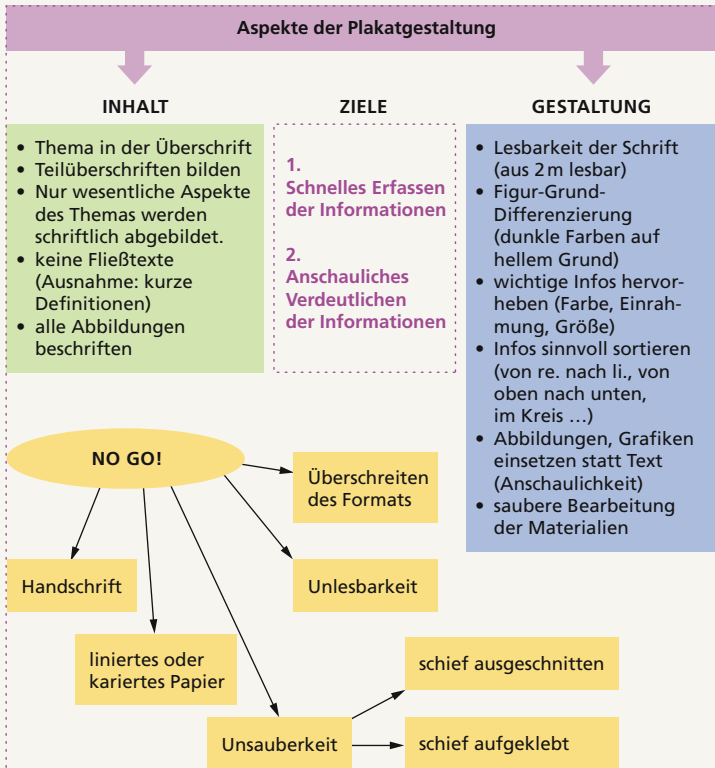 Aspekte der Plakatgestaltung
INHALT
• Thema in der Überschrift
• Teilüberschriften bilden
• Nur wesentliche Aspekte
des Themas werden
schriftlich abgebildet.
• keine Fließtexte
(Ausnahme: kurze
Definitionen)
• alle Abbildungen
beschriften
ZIELE
1.
Schnelles Erfassen
der Informationen
2.
Anschauliches
Verdeutlichen
der Informationen
GESTALTUNG
• Lesbarkeit der Schrift
(aus 2 m lesbar)
• Figur-Grund-
Differenzierung
(dunkle Farben auf
hellem Grund)
• wichtige Infos hervor-
heben (Farbe, Einrah-
mung, Größe)
• Infos sinnvoll sortieren
(von re. nach li., von
oben nach unten,
im Kreis ...)
• Abbildungen, Grafiken
einsetzen statt Text
(Anschaulichkeit)
• saubere Bearbeitung
der Materialien
NO GO!
Überschreiten
des Formats
Handschrift
Unlesbarkeit
liniertes oder
kariertes Papier
schief ausgeschnitten
Unsauberkeit
schief aufgeklebt